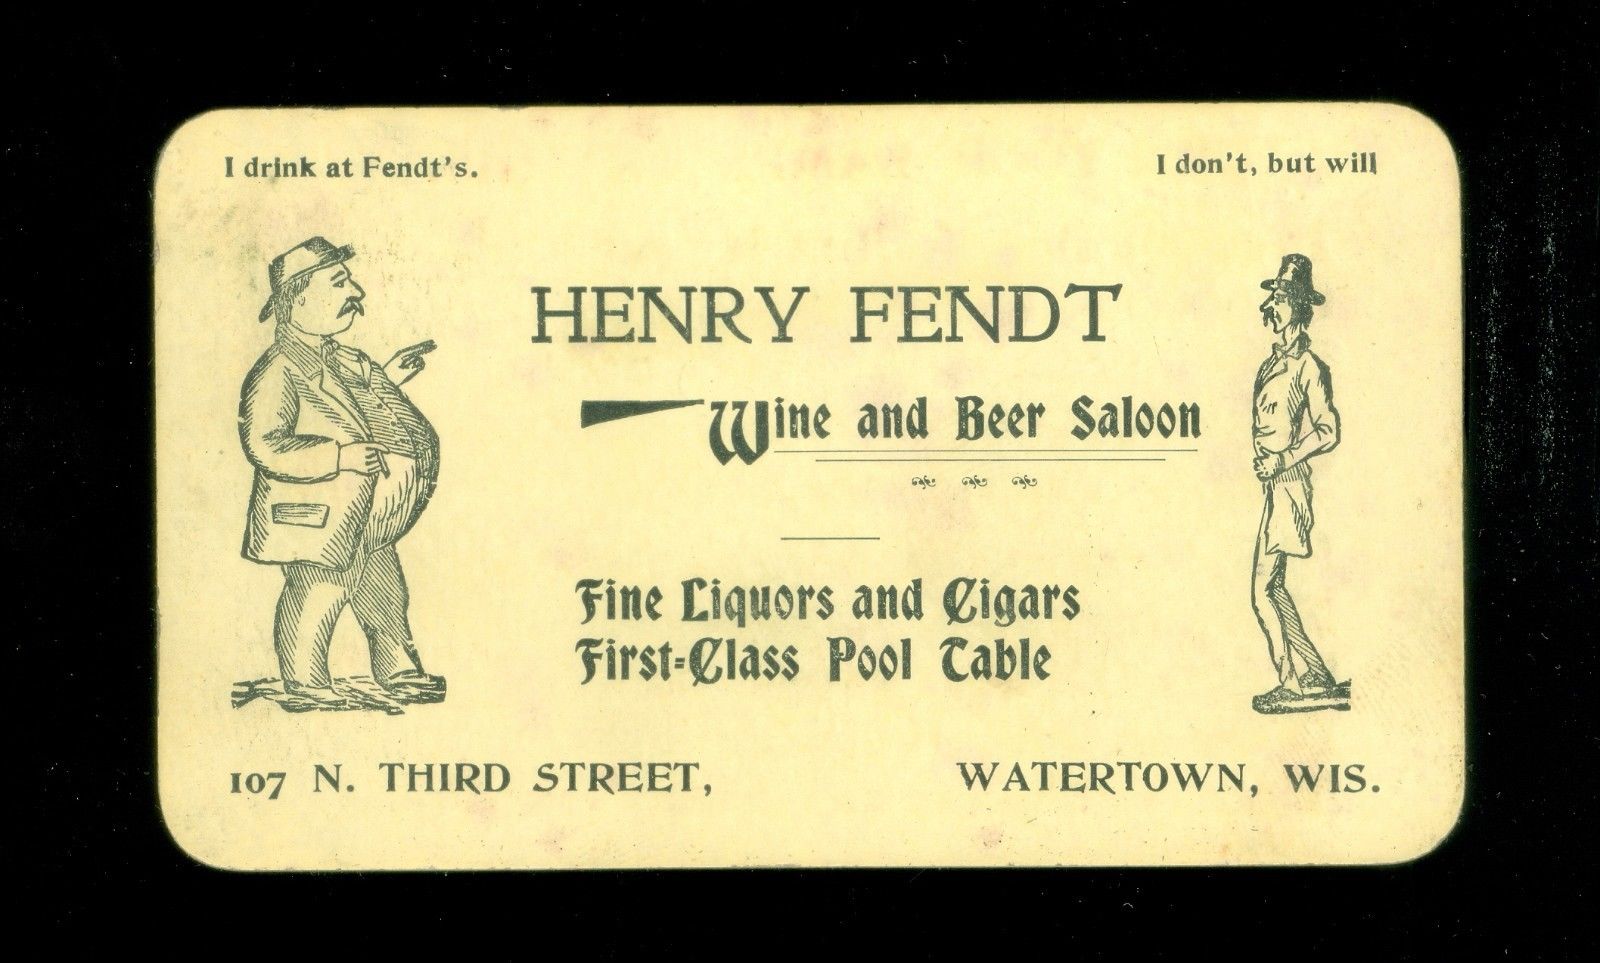 I drink at Fendt's.
I don't, but will
HENRY FENDT
Wine and Beer Saloon
Fine Liquors and Cigars
First-Class Pool Table
107 N. THIRD STREET,
WATERTOWN, WIS.